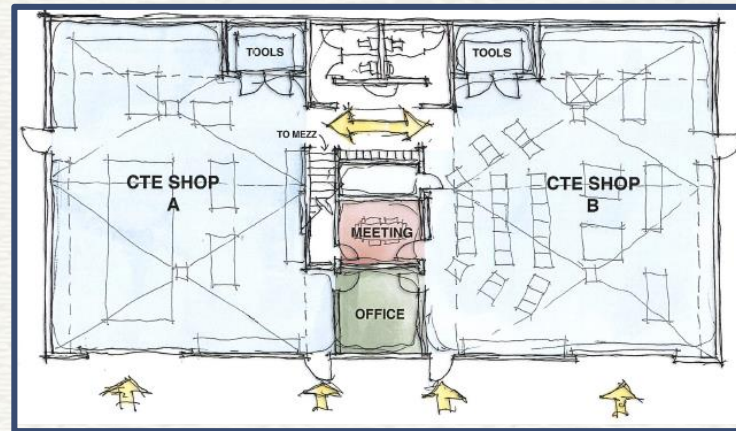 TOOLS
TOOLS
TO MEZZ
CTE SHOP
A
CTE SHOP
B
MEETING
OFFICE